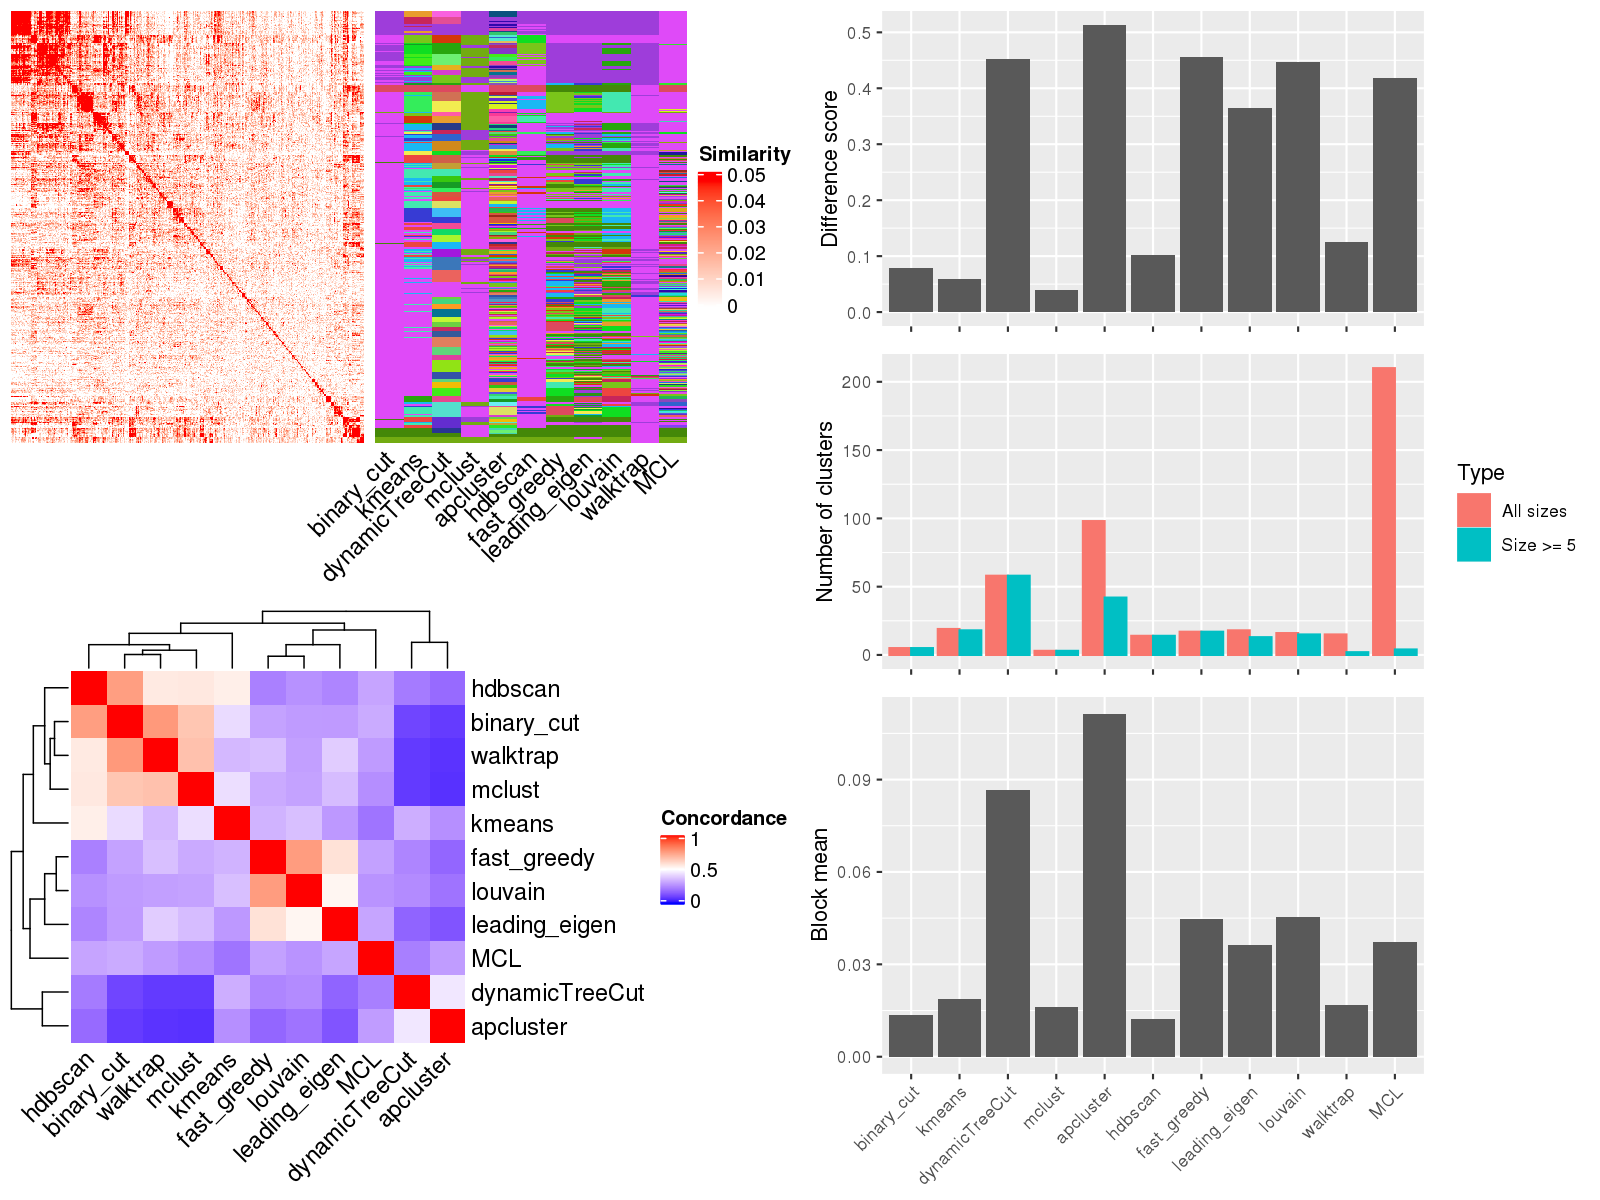 Similarity
0.05
0.04
0.03
0.02
0.01
0
binary_cut
kmeans
dynamicTreeCut
mclust
apcluster
hdbscan
fast_greedy
leading_eigen
louvain
walktrap
MCL
hdbscan
binary_cut
walktrap
mclust
kmeans
fast_greedy
louvain
leading_eigen
MCL
dynamicTreeCut
apcluster
Concordance
1
0.5
0
hdbscan
binary_cut
walktrap
mclust
kmeans
fast_greedy
louvain
leading_eigen
MCL
dynamicTreeCut
apcluster
Difference score
0.5
0.4
0.3
0.2
0.1
0.0
Number of clusters
200
150
100
50
0
Type
All sizes
Size >= 5
Block mean
0.09
0.06
0.03
0.00
binary_cut
kmeans
dynamicTreeCut
mclust
apcluster
hdbscan
fast_greedy
leading_eigen
louvain
walktrap
MCL